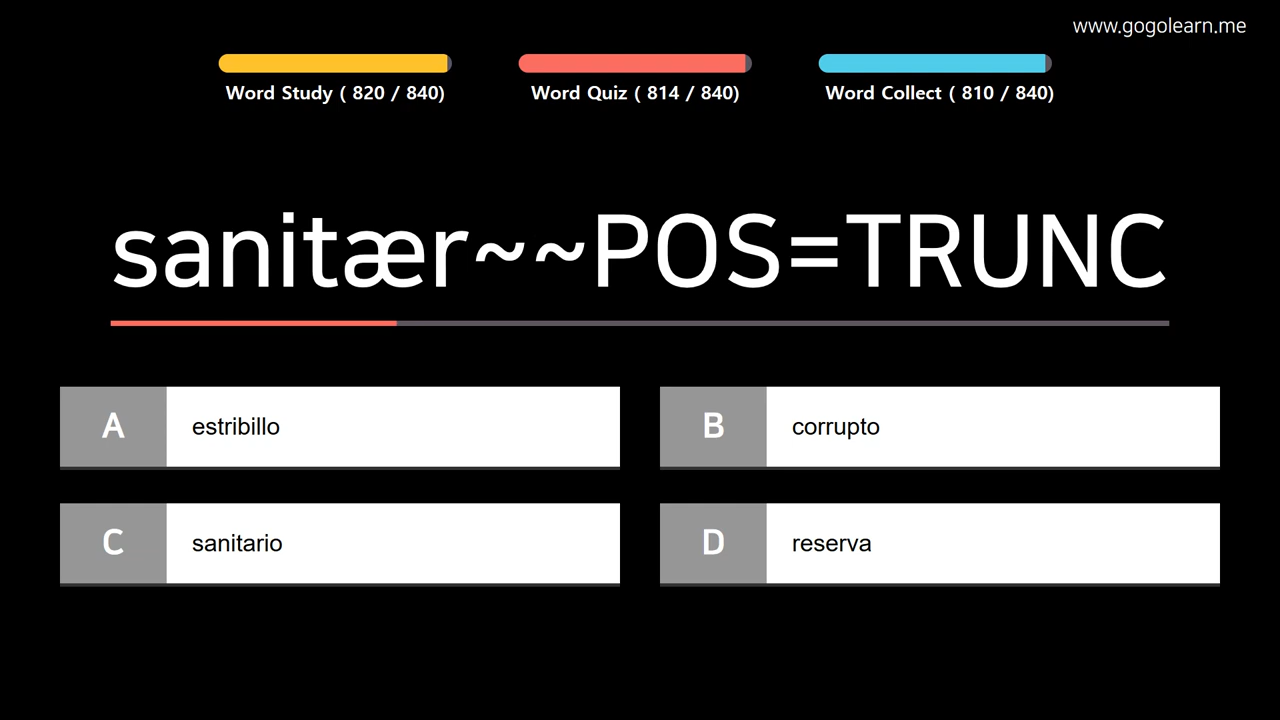 www.gogolearn.me
Word Study ( 820 / 840)
Word Quiz ( 814 / 840)
Word Collect ( 810 / 840)
sanitær~~POS=TRUNC
A estribillo
B corrupto
C sanitario
D reserva